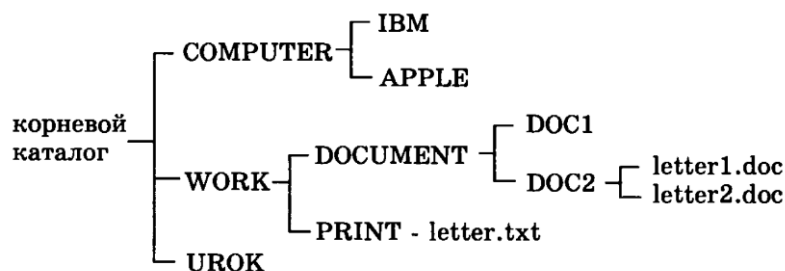 IBM
COMPUTER
APPLE
корневой
каталог
DOC1
DOCUMENT
DOC2
letter1.doc
letter2.doc
WORK
PRINT - letter.txt
UROK